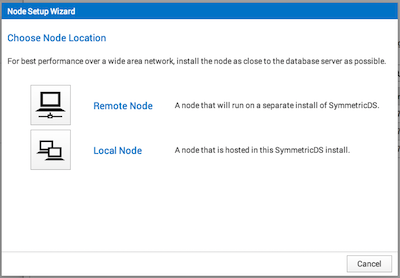 Node Setup Wizard
Choose Node Location
For best performance over a wide area network, install the node as close to the database server as possible.
Remote Node A node that will run on a separate install of SymmetricDS.
Local Node A node that is hosted in this SymmetricDS install.
Cancel